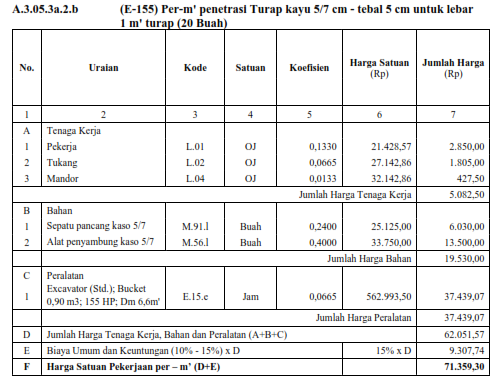 A.3.05.3a.2.b (E-155) Per-m' penetrasi Turap kayu 5/7 cm - tebal 5 cm untuk lebar
1 m' turap (20 Buah)
No. Uraian Kode Satuan Koefisien Harga Satuan (Rp) Jumlah Harga (Rp)
1 2 3 4 5 6 7
A Tenaga Kerja
1 Pekerja L.01 OJ 0,1330 21.428,57 2.850,00
2 Tukang L.02 OJ 0,0665 27.142,86 1.805,00
3 Mandor L.04 OJ 0,0133 32.142,86 427,50
Jumlah Harga Tenaga Kerja 5.082,50
B Bahan
1 Sepatu pancang kaso 5/7 M.91.l Buah 0,2400 25.125,00 6.030,00
2 Alat penyambung kaso 5/7 M.56.l Buah 0,4000 33.750,00 13.500,00
Jumlah Harga Bahan 19.530,00
C Peralatan
1 Excavator (Std.); Bucket
0,90 m3; 155 HP; Dm 6,6m' E.15.e Jam 0,0665 562.993,50 37.439,07
Jumlah Harga Peralatan 37.439,07
D Jumlah Harga Tenaga Kerja, Bahan dan Peralatan (A+B+C) 62.051,57
E Biaya Umum dan Keuntungan (10% - 15%) x D 15% x D 9.307,74
F Harga Satuan Pekerjaan per – m' (D+E) 71.359,30